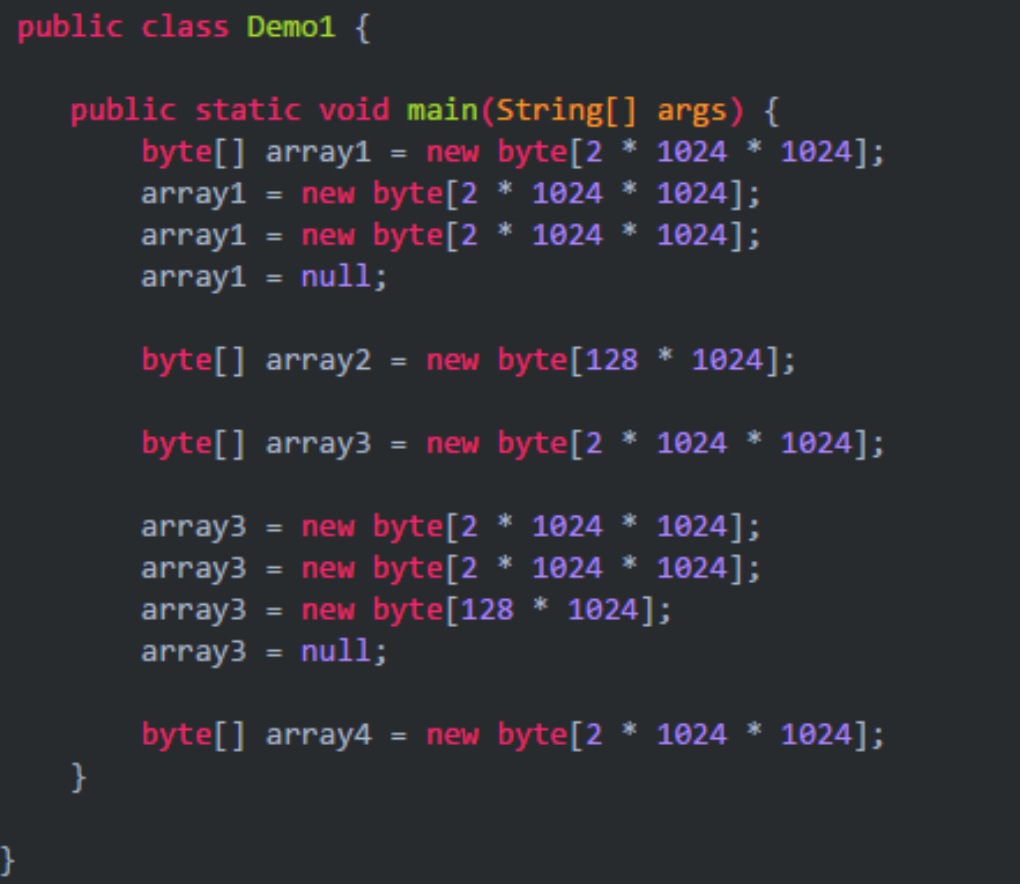 public class Demo1 {
public static void main(String[] args) {
byte[] array1 = new byte[2 * 1024 * 1024];
array1 = new byte[2 * 1024 * 1024];
array1 = new byte[2 * 1024 * 1024];
array1 = null;
byte[] array2 = new byte[128 * 1024];
byte[] array3 = new byte[2 * 1024 * 1024];
array3 = new byte[2 * 1024 * 1024];
array3 = new byte[2 * 1024 * 1024];
array3 = new byte[128 * 1024];
array3 = null;
byte[] array4 = new byte[2 * 1024 * 1024];
}
}